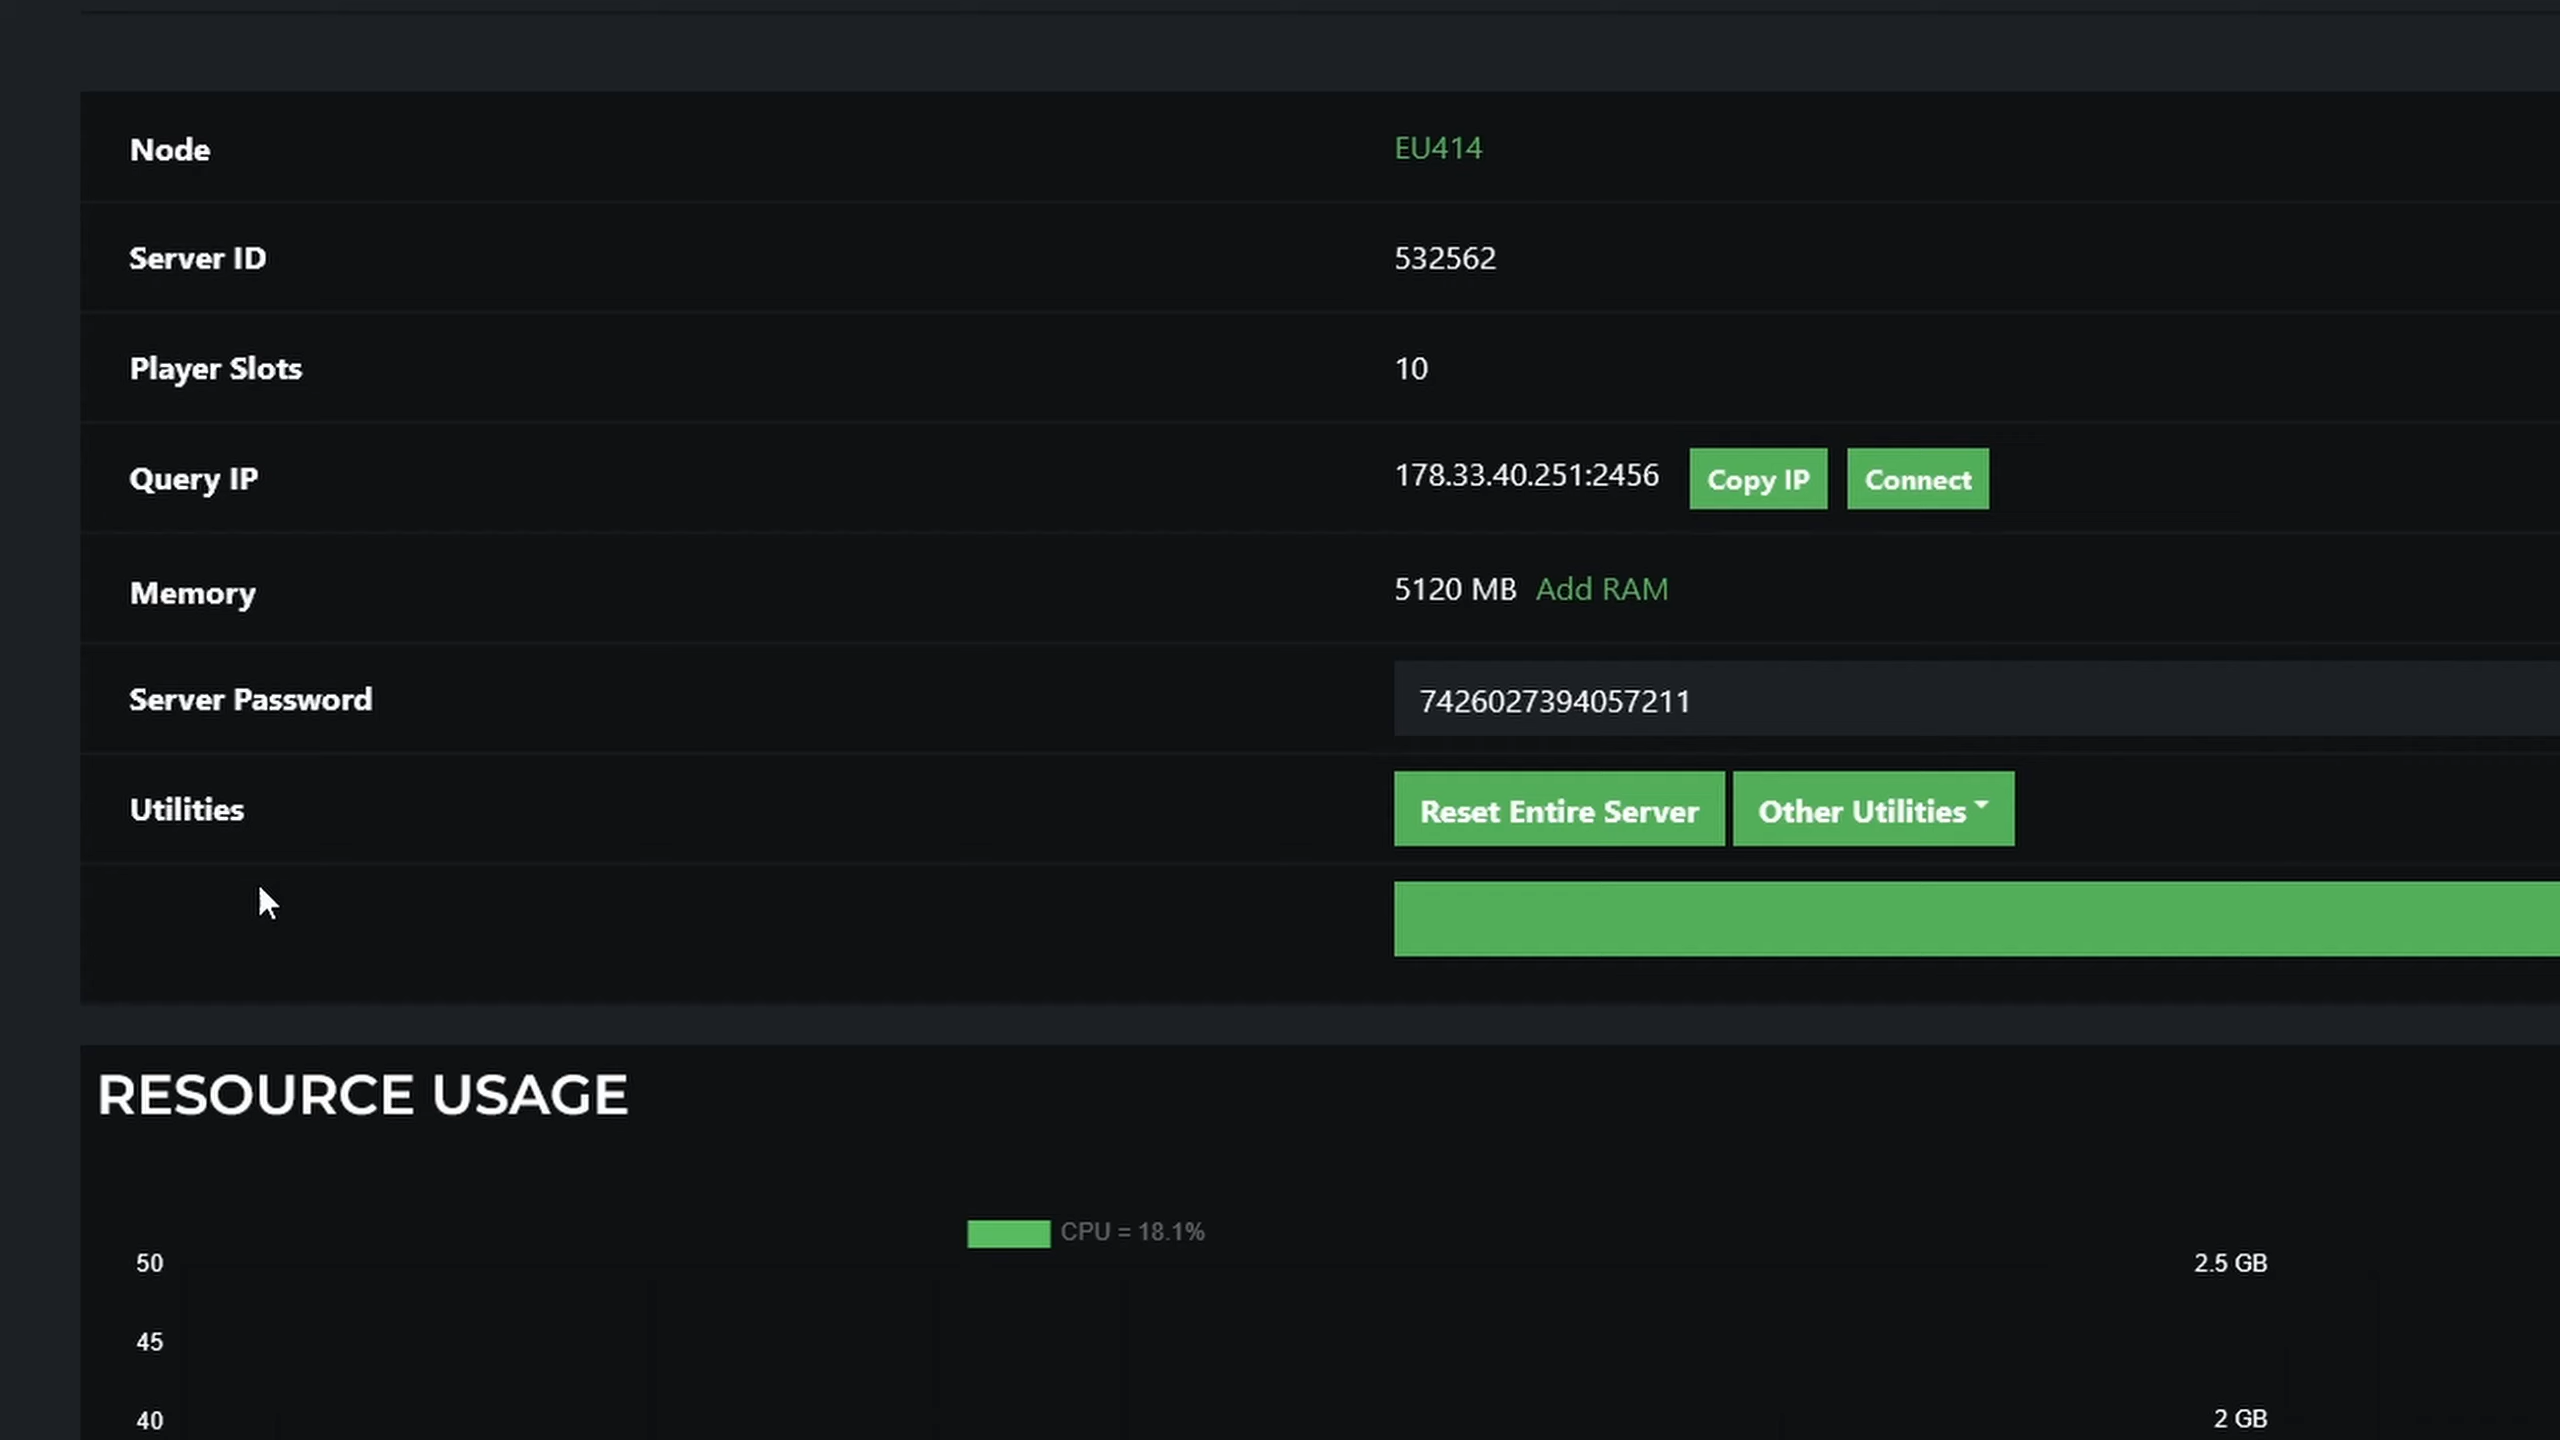 Node EU414
Server ID 532562
Player Slots 10
Query IP 178.33.40.251:2456 Copy IP Connect
Memory 5120 MB Add RAM
Server Password 7426027394057211
Utilities Reset Entire Server Other Utilities
RESOURCE USAGE
CPU = 18.1%
50 2.5 GB
45
40 2 GB